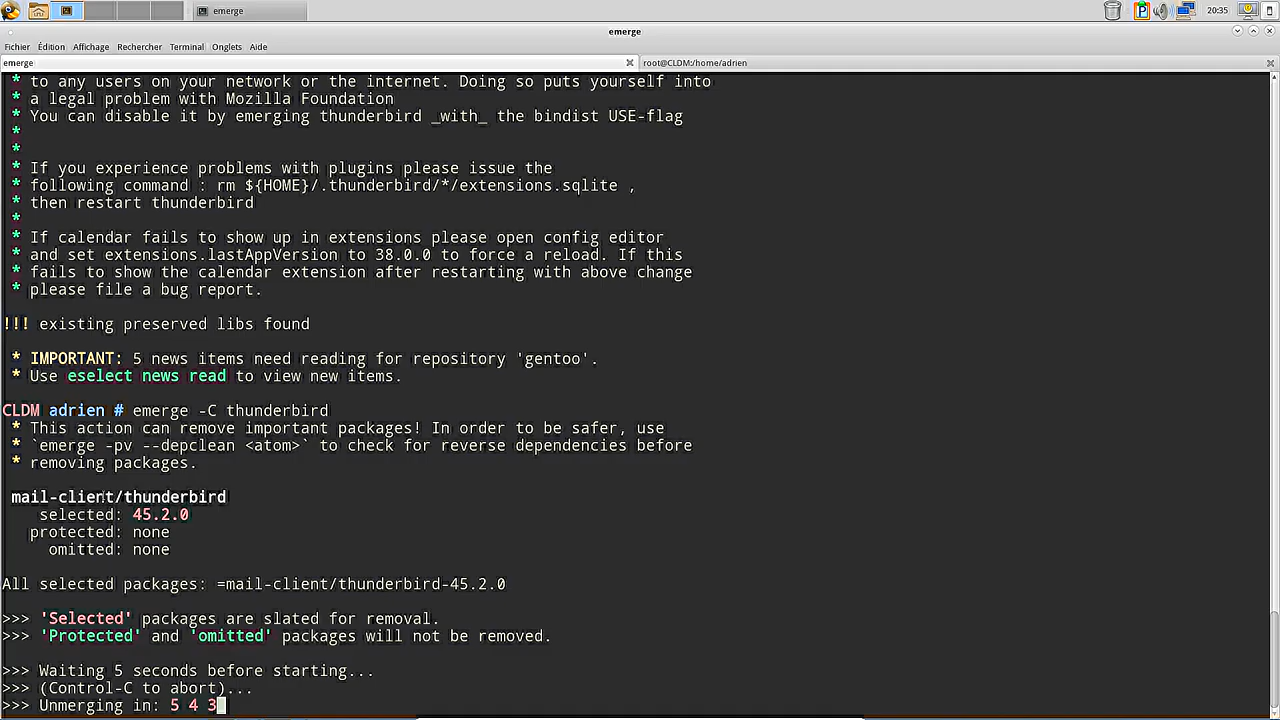 emerge
20:35
emerge
Fichier Édition Affichage Rechercher Terminal Onglets Aide
emerge
root@CLDM:/home/adrien
* to any users on your network or the internet. Doing so puts yourself into
* a legal problem with Mozilla Foundation
* You can disable it by emerging thunderbird _with_ the bindist USE-flag
*
*
* If you experience problems with plugins please issue the
* following command : rm ${HOME}/.thunderbird/*/extensions.sqlite ,
* then restart thunderbird
*
* If calendar fails to show up in extensions please open config editor
* and set extensions.lastAppVersion to 38.0.0 to force a reload. If this
* fails to show the calendar extension after restarting with above change
* please file a bug report.
!!! existing preserved libs found
* IMPORTANT: 5 news items need reading for repository 'gentoo'.
* Use eselect news read to view new items.
CLDM adrien # emerge -C thunderbird
* This action can remove important packages! In order to be safer, use
* `emerge -pv --depclean <atom>` to check for reverse dependencies before
* removing packages.
mail-client/thunderbird
selected: 45.2.0
protected: none
omitted: none
All selected packages: =mail-client/thunderbird-45.2.0
>>> 'Selected' packages are slated for removal.
>>> 'Protected' and 'omitted' packages will not be removed.
>>> Waiting 5 seconds before starting...
>>> (Control-C to abort)...
>>> Unmerging in: 5 4 3